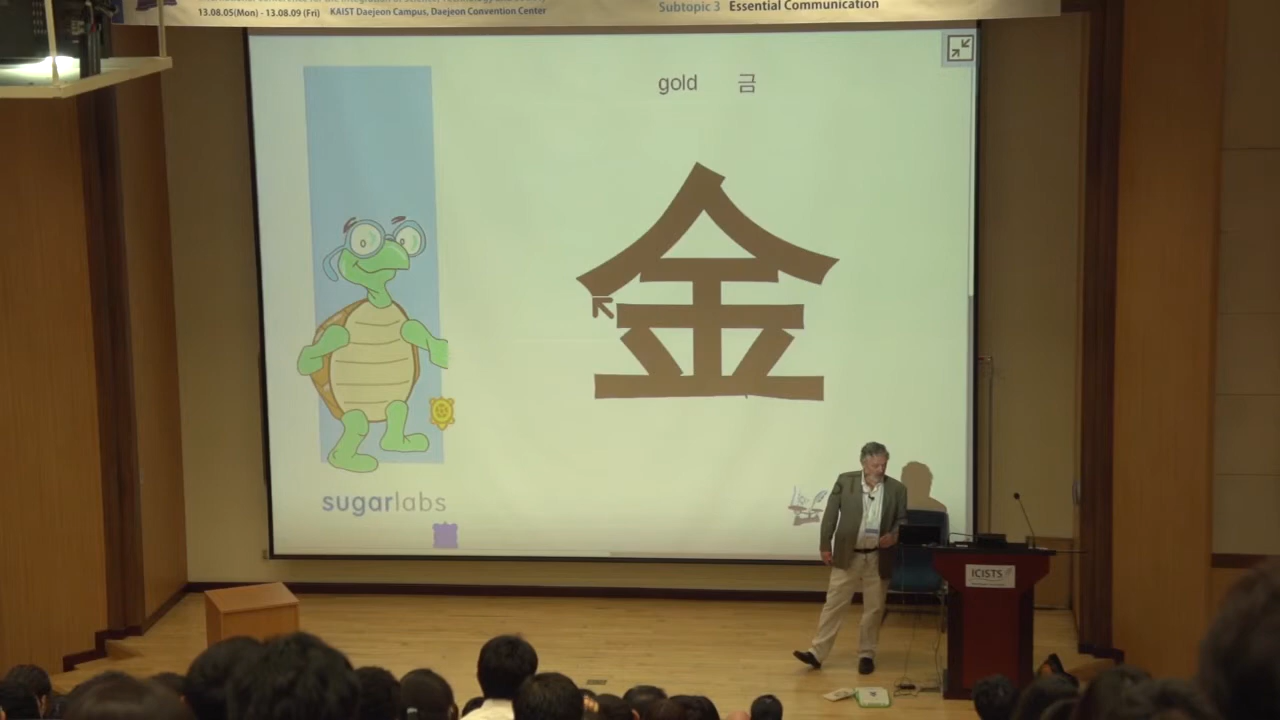 13.08.05(Mon) - 13.08.09 (Fri) KAIST Daejeon Campus, Daejeon Convention Center
Subtopic 3 Essential Communication
gold 금
金
sugarlabs
ICISTS